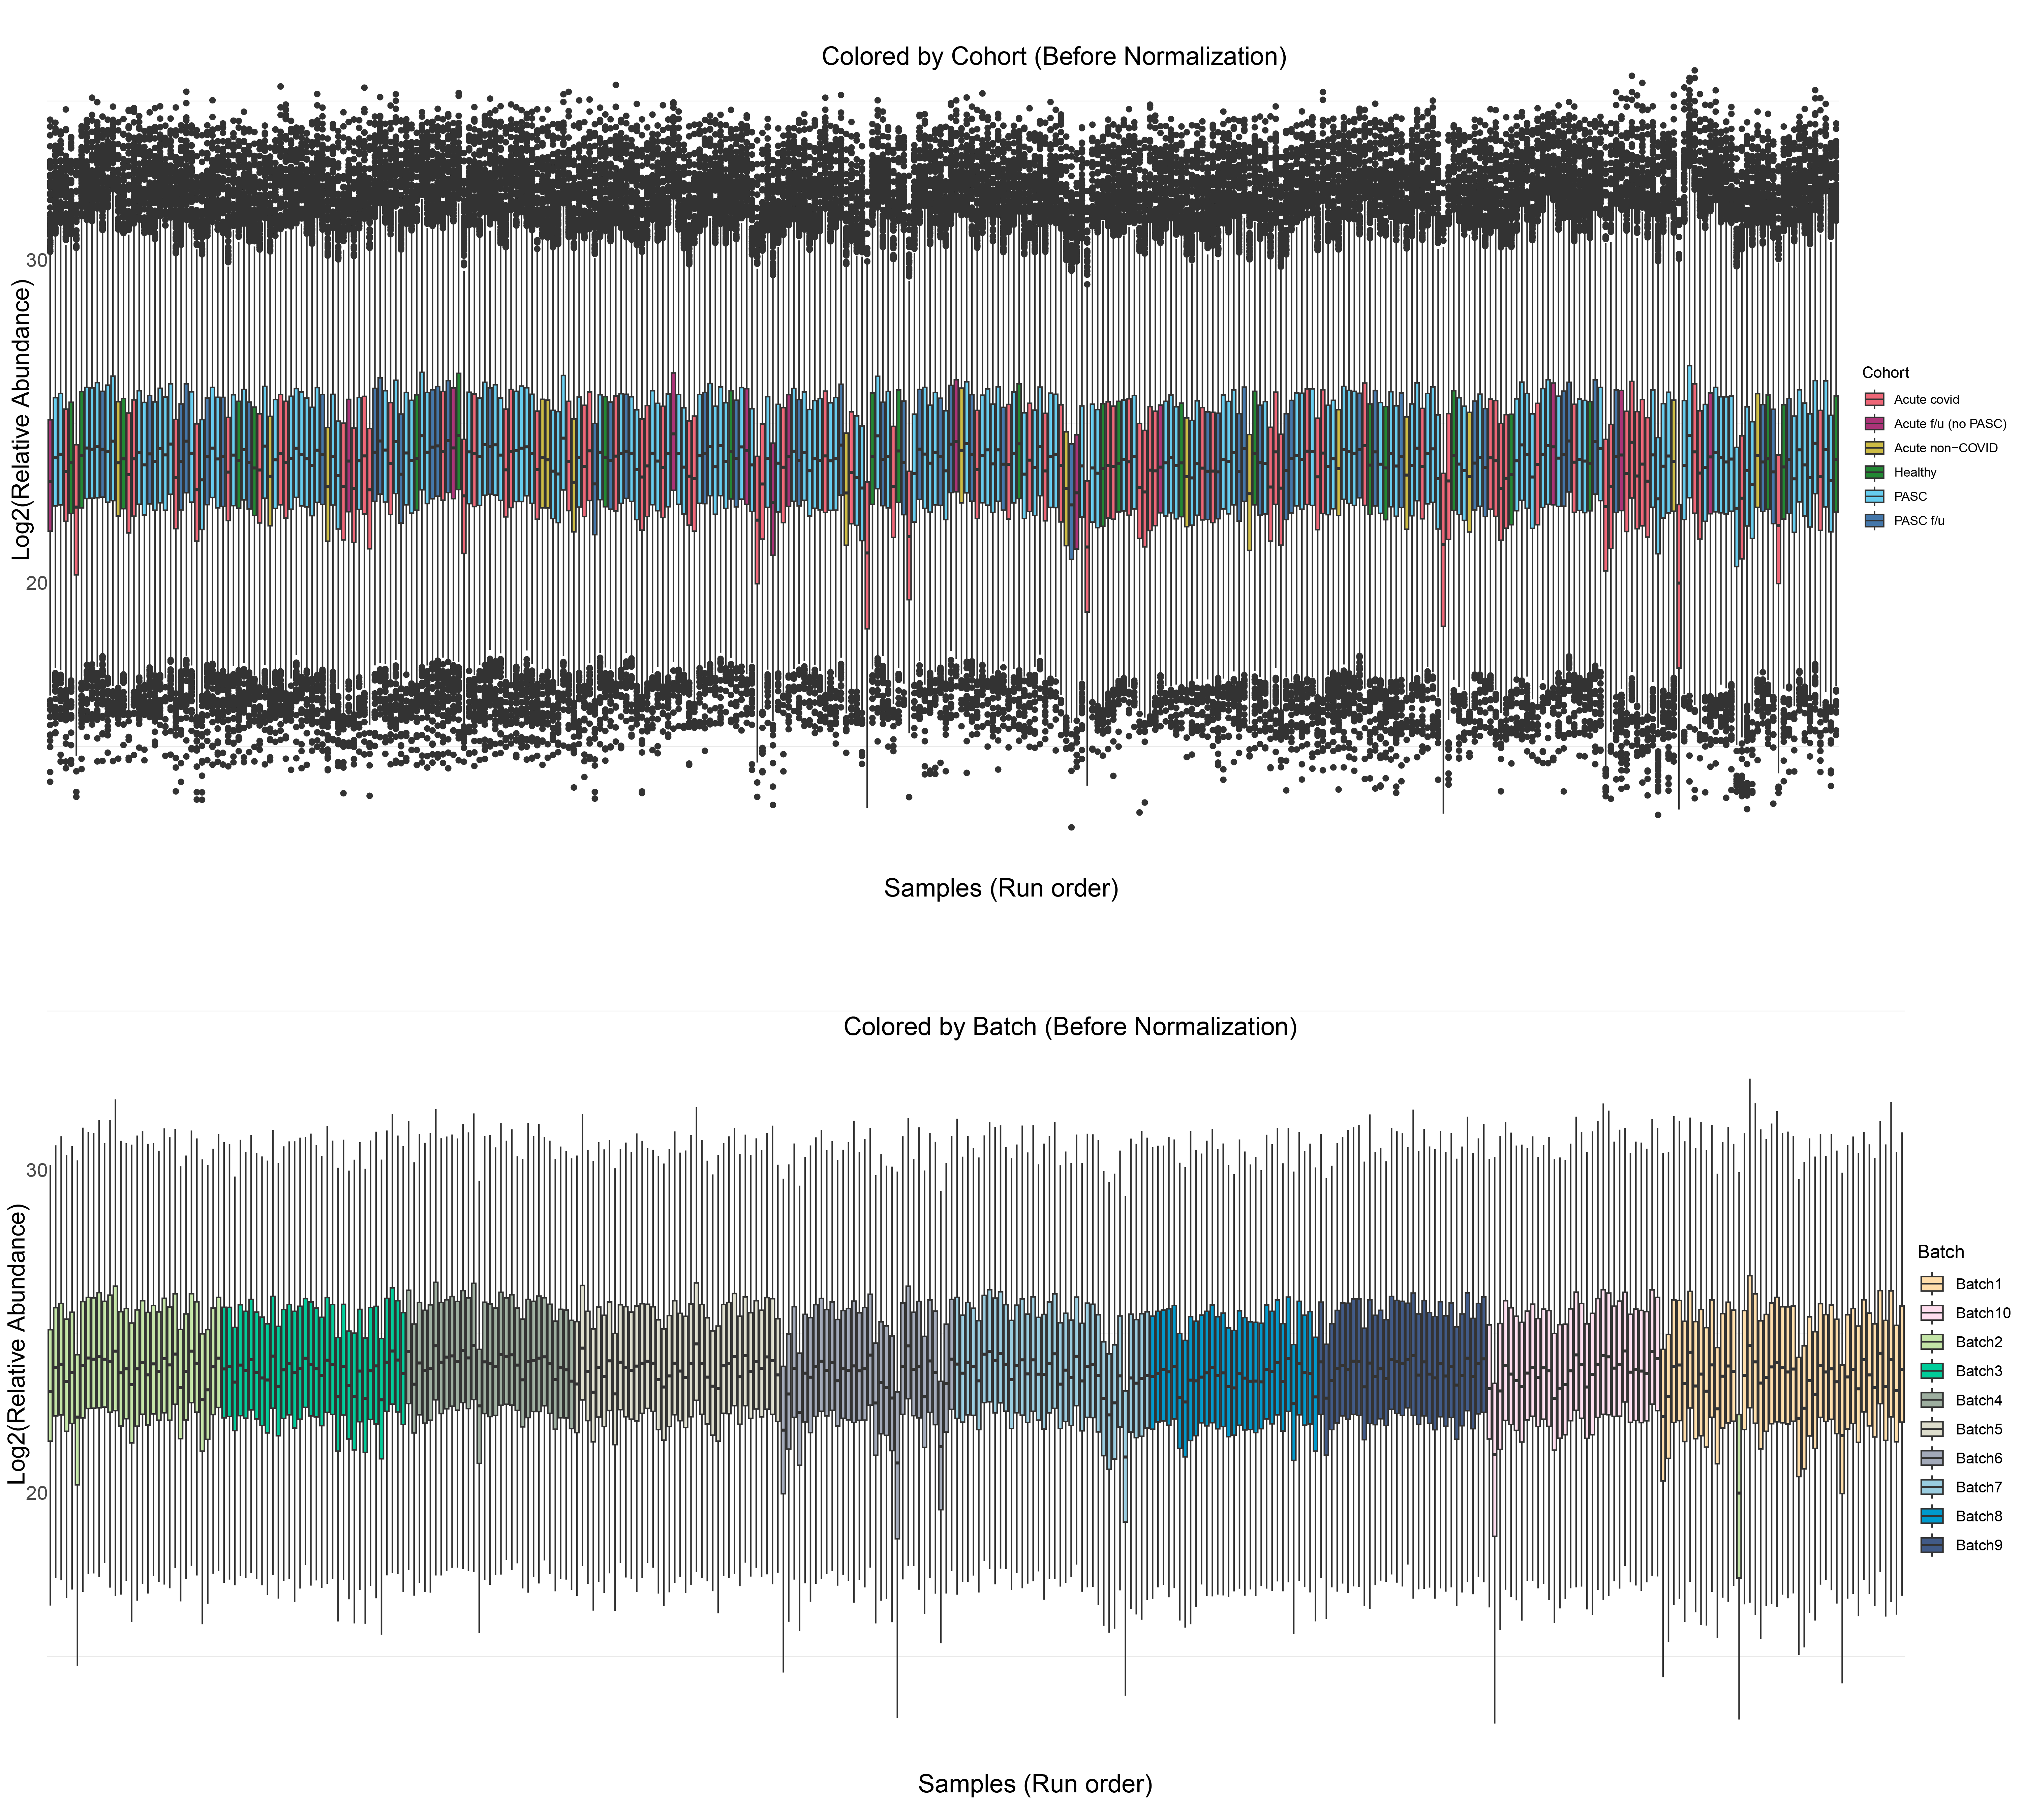 Colored by Cohort (Before Normalization)
Log2(Relative Abundance)
30
20
Samples (Run order)
Cohort
Acute covid
Acute f/u (no PASC)
Acute non−COVID
Healthy
PASC
PASC f/u
Colored by Batch (Before Normalization)
Log2(Relative Abundance)
30
20
Samples (Run order)
Batch
Batch1
Batch10
Batch2
Batch3
Batch4
Batch5
Batch6
Batch7
Batch8
Batch9